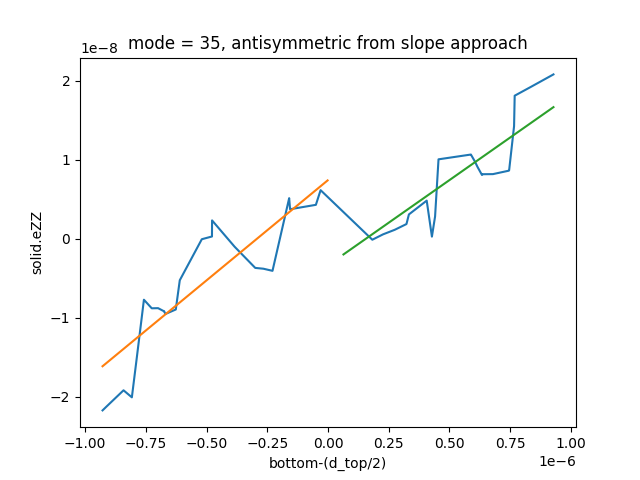 mode = 35, antisymmetric from slope approach
1e−8
2
1
0
−1
−2
solid.eZZ
−1.00 −0.75 −0.50 −0.25 0.00 0.25 0.50 0.75 1.00
bottom-(d_top/2)
1e−6